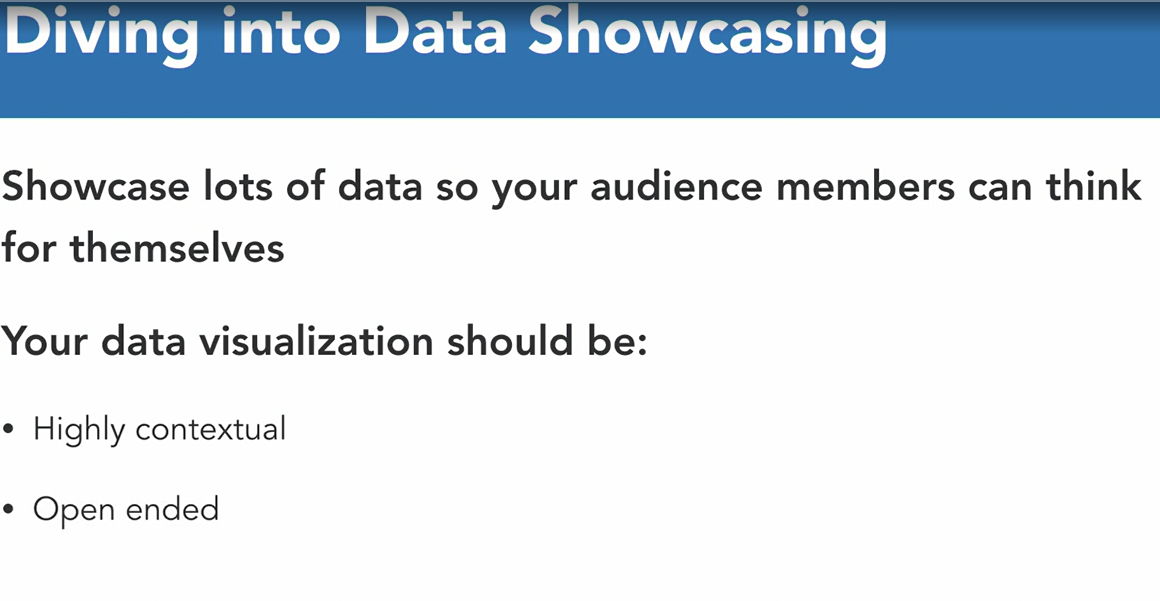 Diving into Data Showcasing
Showcase lots of data so your audience members can think
for themselves
Your data visualization should be:
• Highly contextual
• Open ended